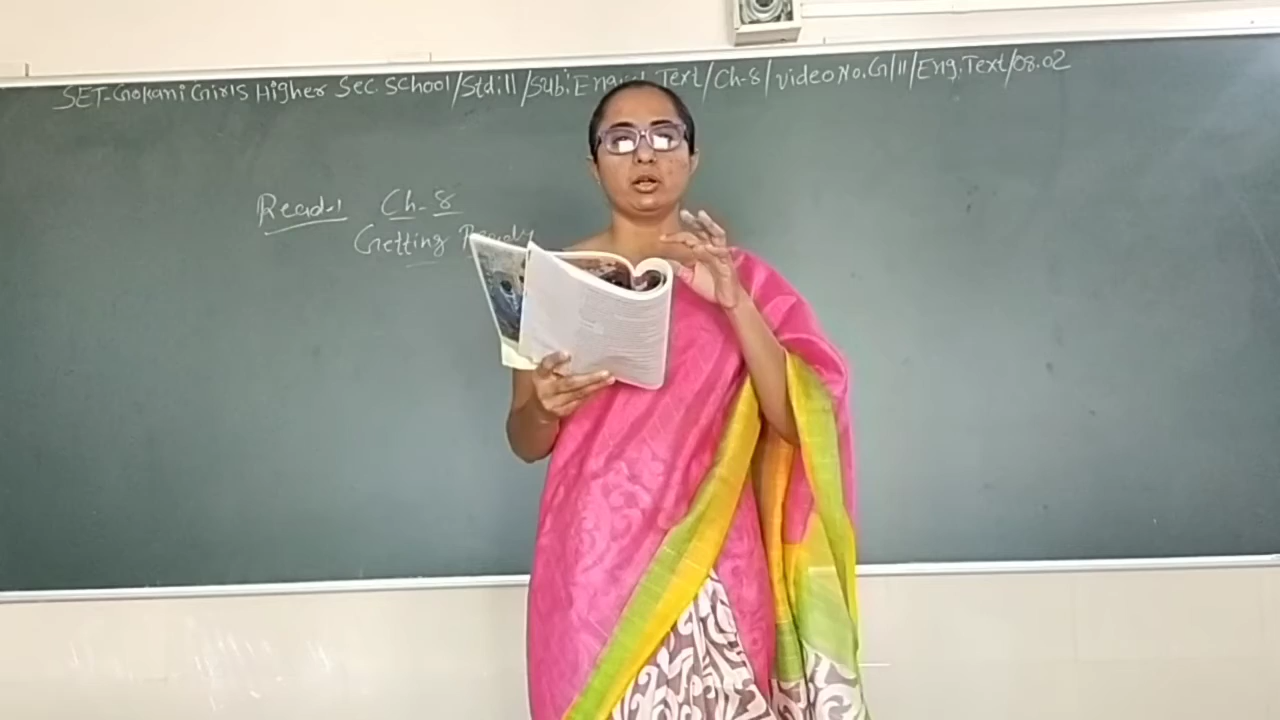 SET-Gokani Girls Higher Sec School/Std:11/Sub: Text/Ch-8/video No.G/11/Eng.Text/08.02
Read-1 Ch-8
Getting Ready